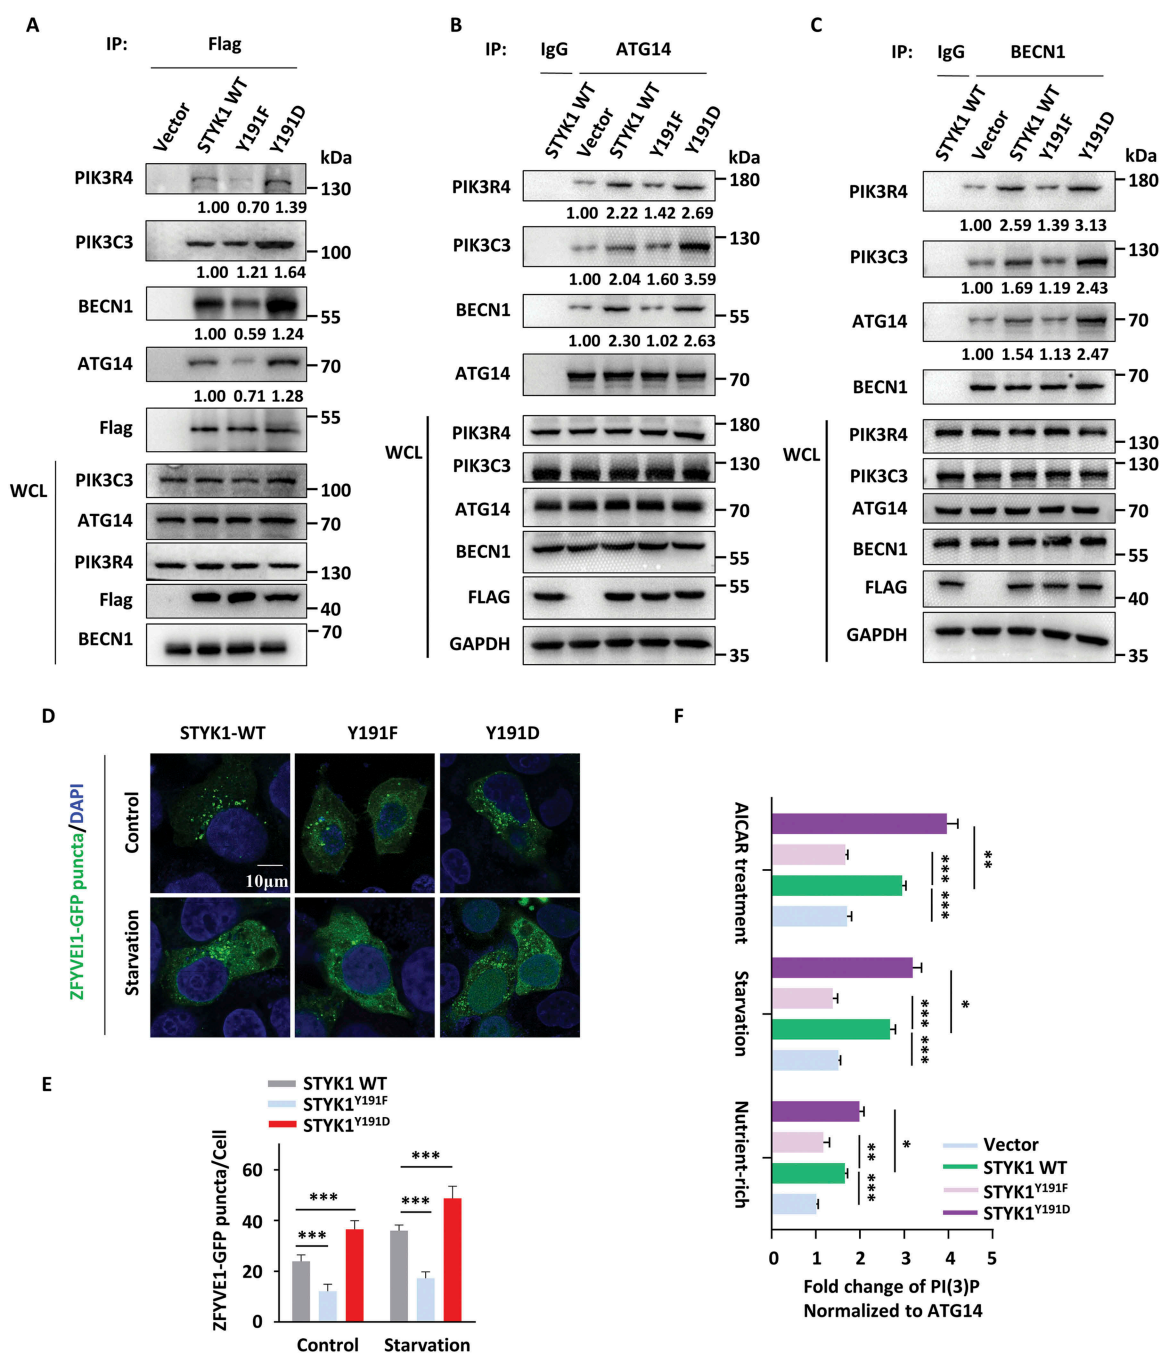 A
IP: Flag
Vector
STYK1 WT
Y191F
Y191D
kDa
PIK3R4
130
1.00 0.70 1.39
PIK3C3
100
1.00 1.21 1.64
BECN1
55
1.00 0.59 1.24
ATG14
70
1.00 0.71 1.28
Flag
55
WCL
PIK3C3
100
ATG14
70
PIK3R4
130
Flag
40
BECN1
70
B
IP: IgG ATG14
STYK1 WT
Vector
STYK1 WT
Y191F
Y191D
kDa
PIK3R4
180
1.00 2.22 1.42 2.69
PIK3C3
130
1.00 2.04 1.60 3.59
BECN1
55
1.00 2.30 1.02 2.63
ATG14
70
WCL
PIK3R4
180
PIK3C3
130
ATG14
70
BECN1
55
FLAG
55
GAPDH
35
C
IP: IgG BECN1
STYK1 WT
Vector
STYK1 WT
Y191F
Y191D
kDa
PIK3R4
180
1.00 2.59 1.39 3.13
PIK3C3
130
1.00 1.69 1.19 2.43
ATG14
70
1.00 1.54 1.13 2.47
BECN1
70
WCL
PIK3R4
130
PIK3C3
130
ATG14
70
BECN1
55
FLAG
40
GAPDH
35
D
STYK1-WT Y191F Y191D
ZFYVEI1-GFP puncta/DAPI
Control
10μm
Starvation
E
STYK1 WT
STYK1Y191F
STYK1Y191D
ZFYVE1-GFP puncta/Cell
60
40
20
0
***
***
***
***
Control Starvation
F
AICAR treatment
Starvation
Nutrient-rich
***
***
**
***
***
*
***
**
*
Vector
STYK1 WT
STYK1Y191F
STYK1Y191D
0 1 2 3 4 5
Fold change of PI(3)P
Normalized to ATG14